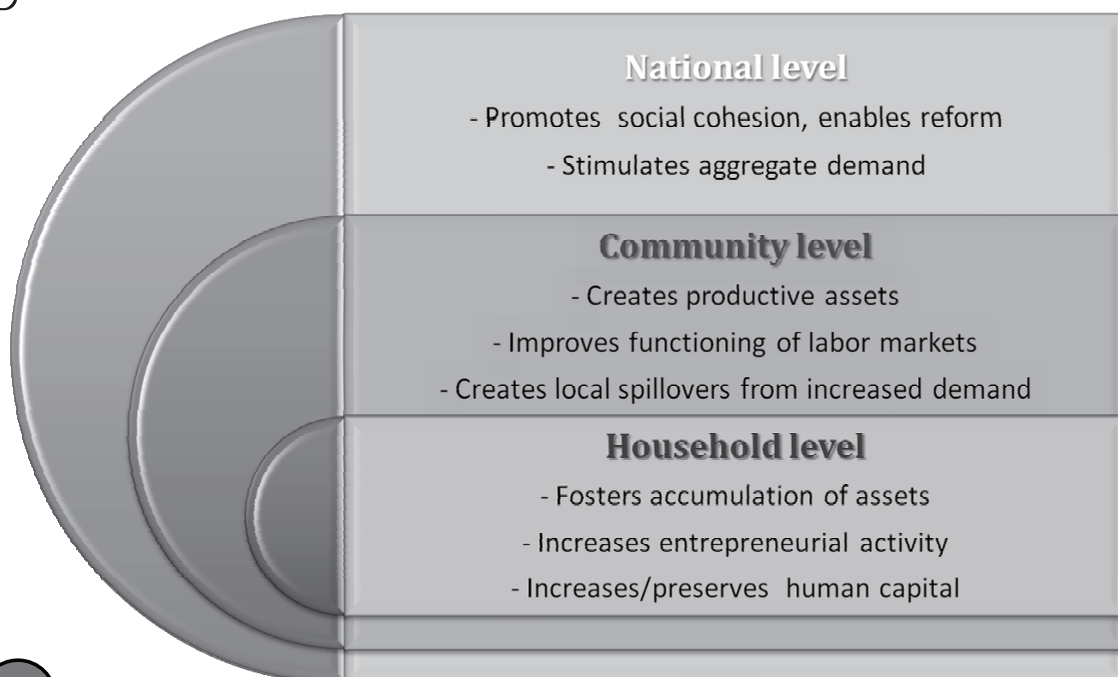 National level
- Promotes social cohesion, enables reform
- Stimulates aggregate demand
Community level
- Creates productive assets
- Improves functioning of labor markets
- Creates local spillovers from increased demand
Household level
- Fosters accumulation of assets
- Increases entrepreneurial activity
- Increases/preserves human capital